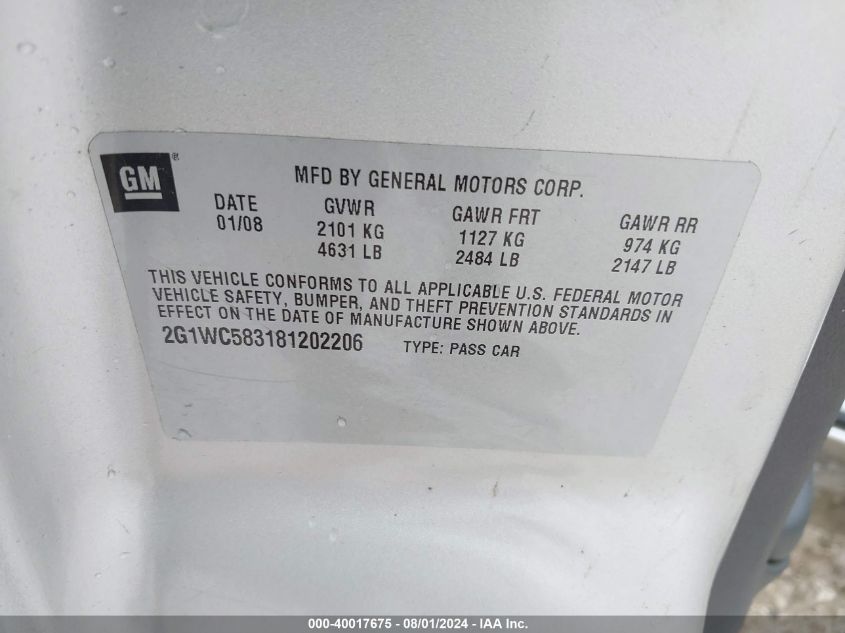 GM®
MFD BY GENERAL MOTORS CORP.
DATE GVWR GAWR FRT GAWR RR
01/08 2101 KG 1127 KG 974 KG
4631 LB 2484 LB 2147 LB
THIS VEHICLE CONFORMS TO ALL APPLICABLE U.S. FEDERAL MOTOR
VEHICLE SAFETY, BUMPER, AND THEFT PREVENTION STANDARDS IN
EFFECT ON THE DATE OF MANUFACTURE SHOWN ABOVE.
2G1WC583181202206 TYPE: PASS CAR
000-40017675 - 08/01/2024 - IAA Inc.